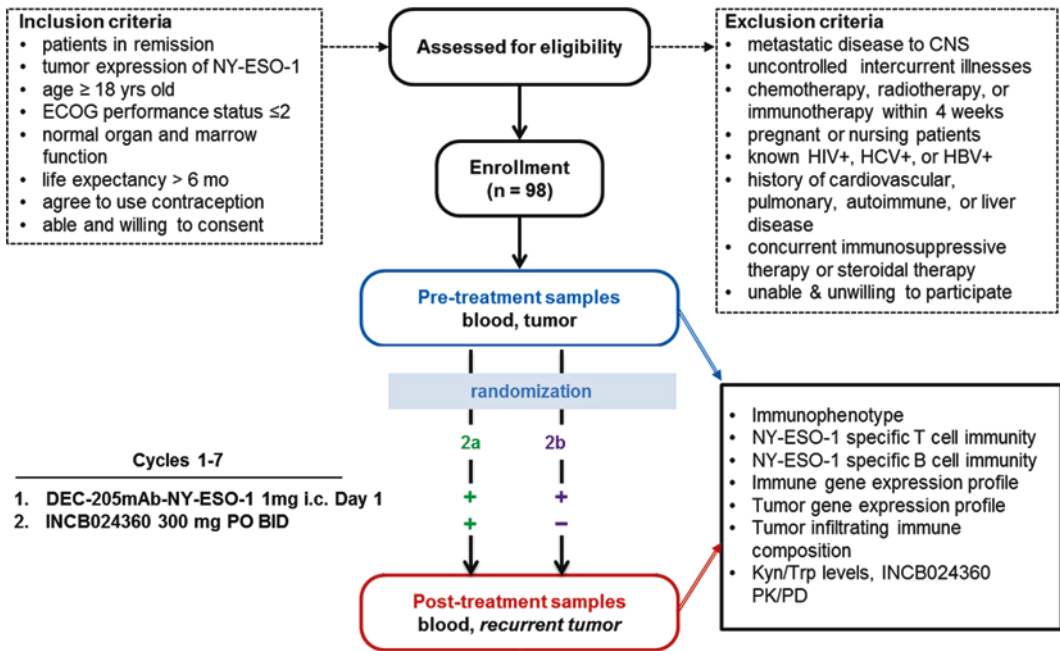 Inclusion criteria
• patients in remission
• tumor expression of NY-ESO-1
• age ≥ 18 yrs old
• ECOG performance status ≤2
• normal organ and marrow
function
• life expectancy > 6 mo
• agree to use contraception
• able and willing to consent
Assessed for eligibility
Exclusion criteria
• metastatic disease to CNS
• uncontrolled intercurrent illnesses
• chemotherapy, radiotherapy, or
immunotherapy within 4 weeks
• pregnant or nursing patients
• known HIV+, HCV+, or HBV+
• history of cardiovascular,
pulmonary, autoimmune, or liver
disease
• concurrent immunosuppressive
therapy or steroidal therapy
• unable & unwilling to participate
Enrollment
(n = 98)
Pre-treatment samples
blood, tumor
randomization
2a 2b
Cycles 1-7
1. DEC-205mAb-NY-ESO-1 1mg i.c. Day 1 + +
2. INCB024360 300 mg PO BID + −
Post-treatment samples
blood, recurrent tumor
• Immunophenotype
• NY-ESO-1 specific T cell immunity
• NY-ESO-1 specific B cell immunity
• Immune gene expression profile
• Tumor gene expression profile
• Tumor infiltrating immune
composition
• Kyn/Trp levels, INCB024360
PK/PD